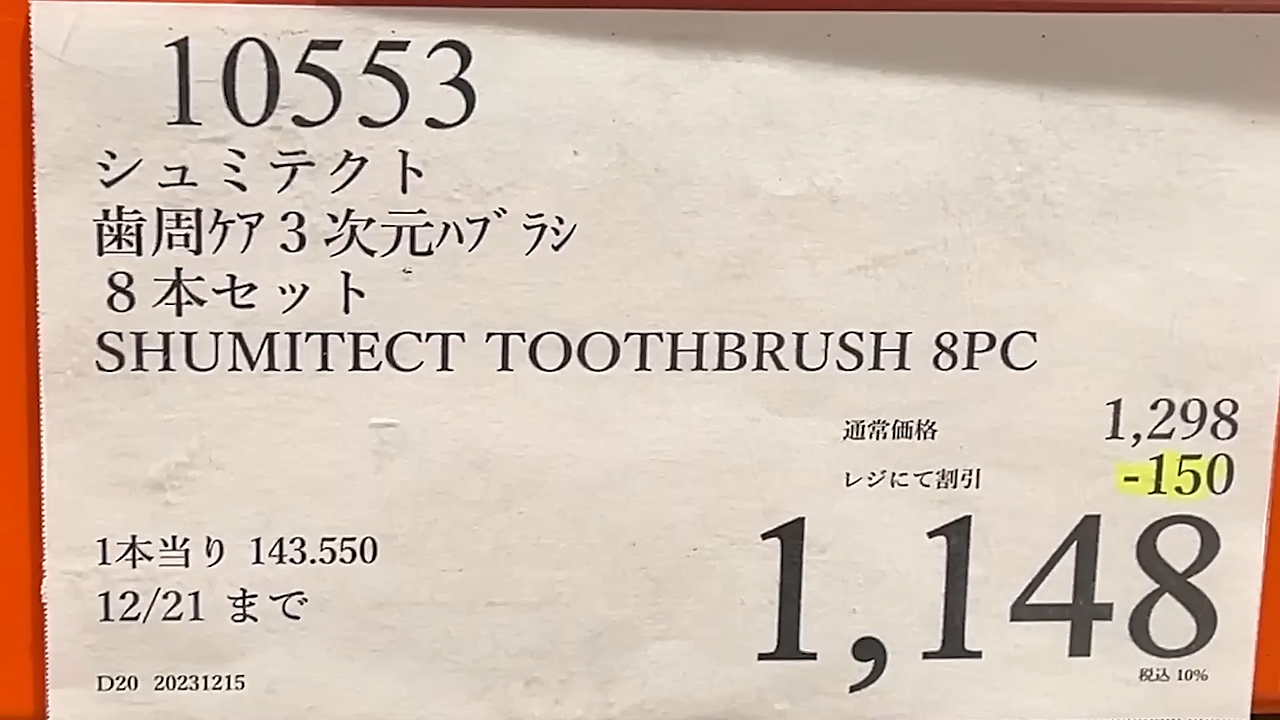 10553
シュミテクト
歯周ｹｱ３次元ﾊﾌﾞﾗｼ
８本セット
SHUMITECT TOOTHBRUSH 8PC
通常価格 1,298
レジにて割引 -150
1,148
税込 10%
1本当り 143.550
12/21 まで
D20 20231215